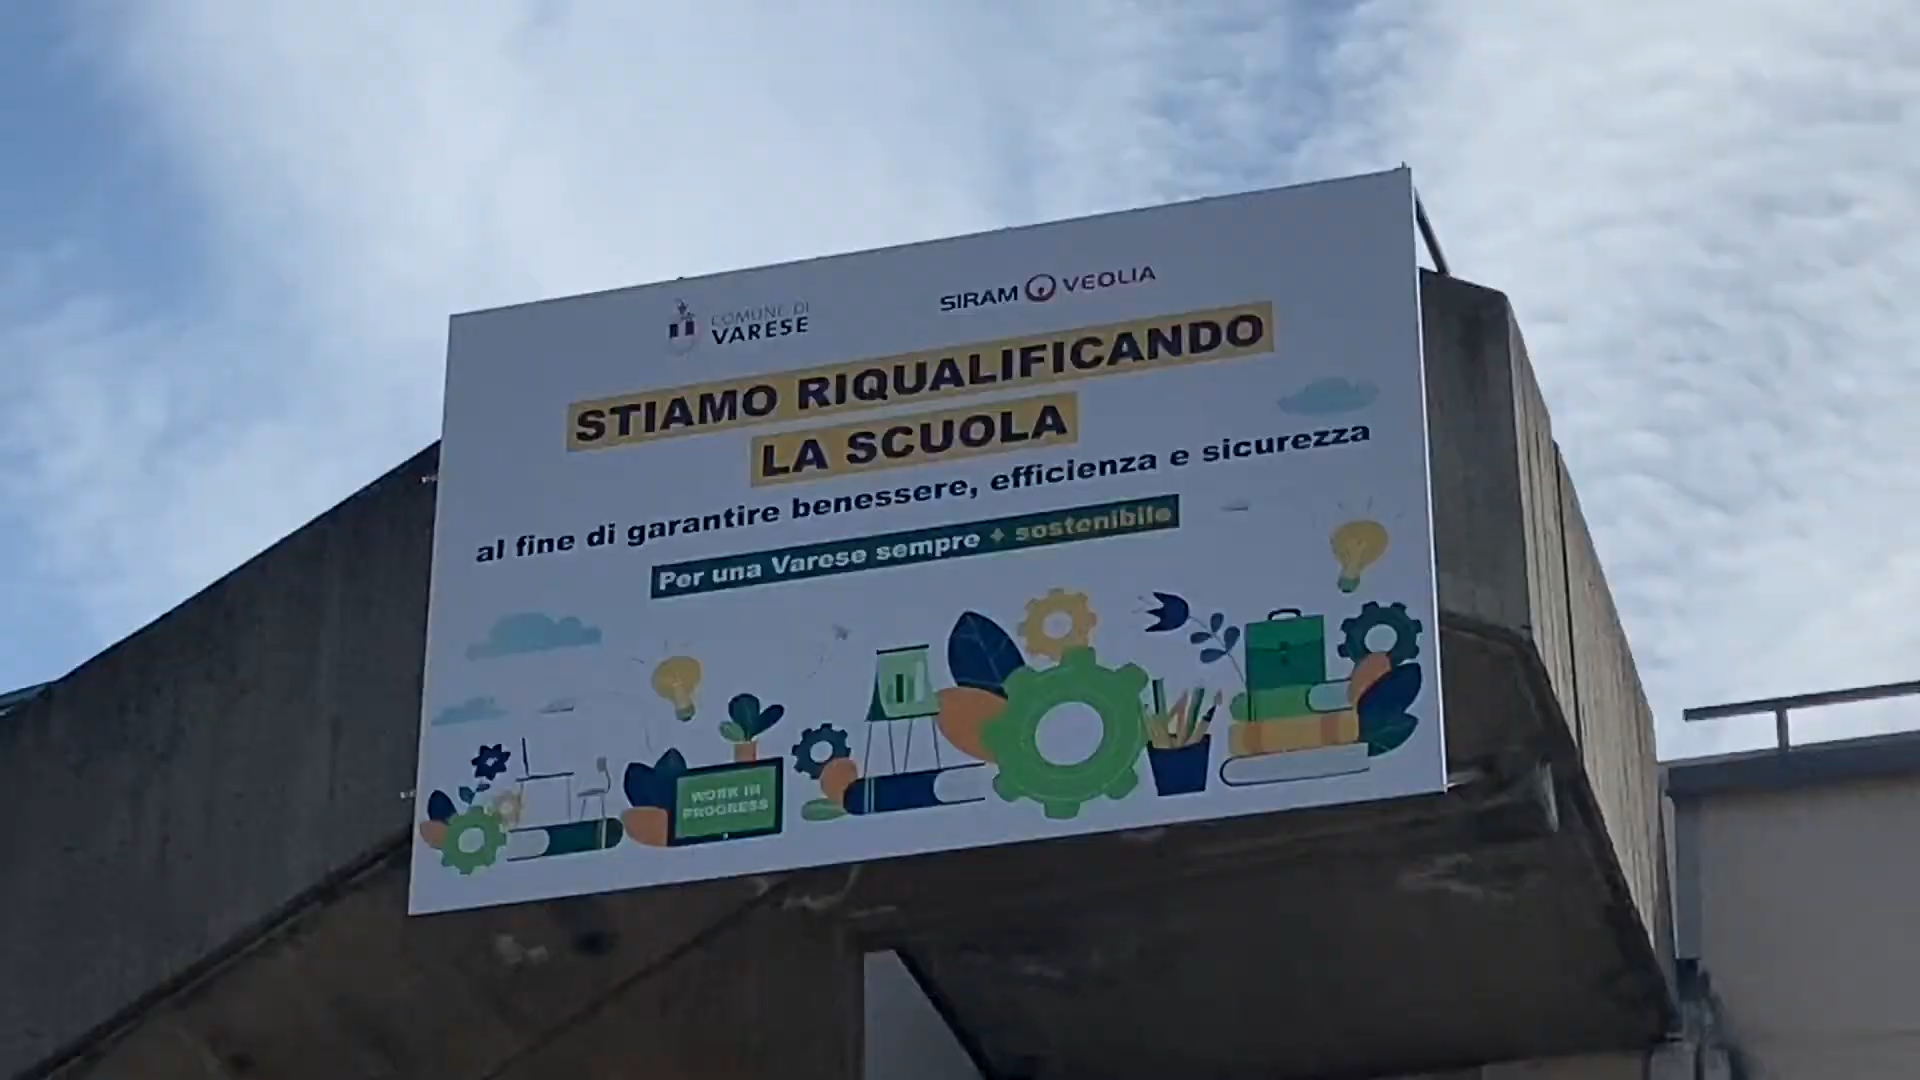 COMUNE DI
VARESE
SIRAM VEOLIA
STIAMO RIQUALIFICANDO
LA SCUOLA
al fine di garantire benessere, efficienza e sicurezza
Per una Varese sempre + sostenibile
WORK IN
PROGRESS